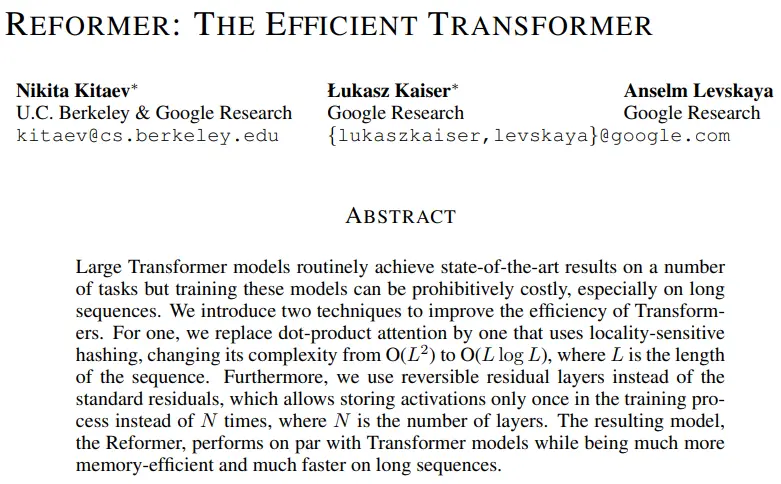 REFORMER: THE EFFICIENT TRANSFORMER
Nikita Kitaev* Łukasz Kaiser* Anselm Levskaya
U.C. Berkeley & Google Research Google Research Google Research
kitaev@cs.berkeley.edu {lukaszkaiser,levskaya}@google.com
ABSTRACT
Large Transformer models routinely achieve state-of-the-art results on a number
of tasks but training these models can be prohibitively costly, especially on long
sequences. We introduce two techniques to improve the efficiency of Transform-
ers. For one, we replace dot-product attention by one that uses locality-sensitive
hashing, changing its complexity from O(L²) to O(L log L), where L is the length
of the sequence. Furthermore, we use reversible residual layers instead of the
standard residuals, which allows storing activations only once in the training pro-
cess instead of N times, where N is the number of layers. The resulting model,
the Reformer, performs on par with Transformer models while being much more
memory-efficient and much faster on long sequences.